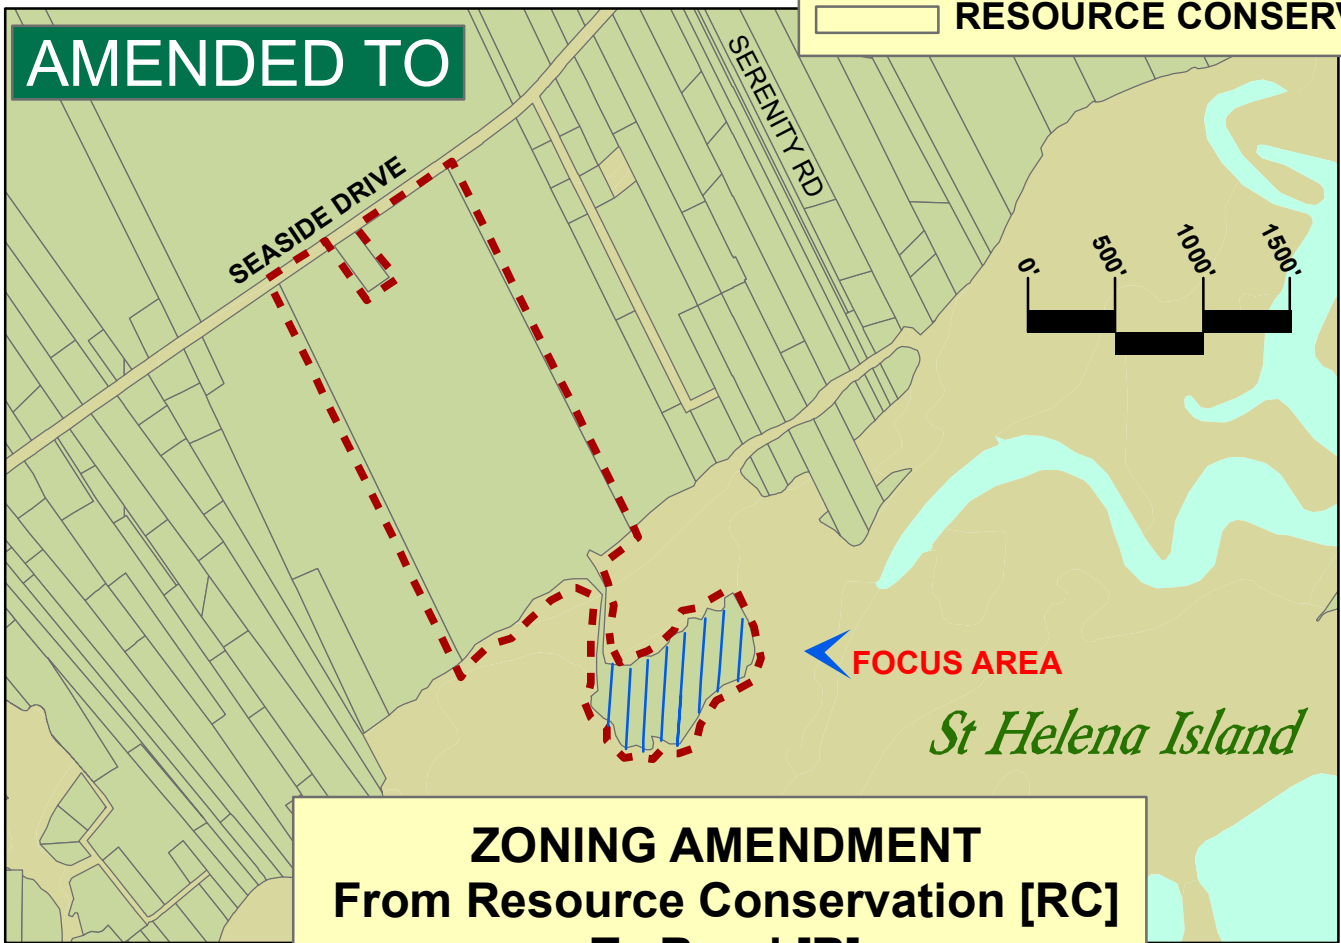 RESOURCE CONSERV
AMENDED TO
SERENITY RD
SEASIDE DRIVE
0' 500' 1000' 1500'
FOCUS AREA
St Helena Island
ZONING AMENDMENT
From Resource Conservation [RC]